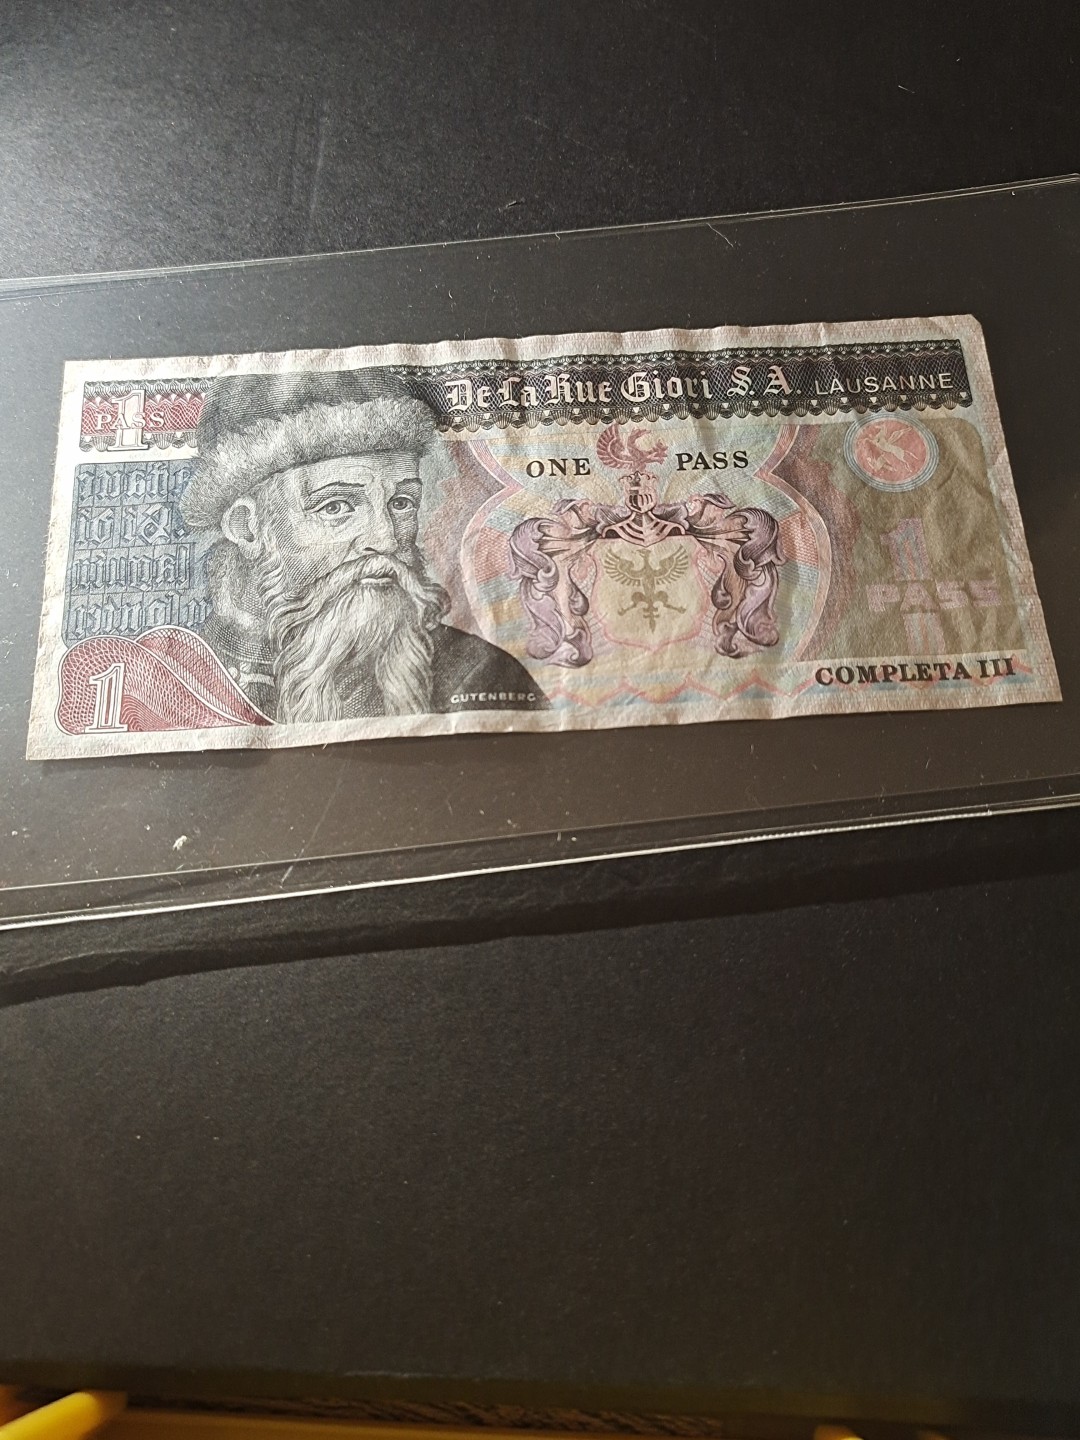 De La Rue Giori S.A LAUSANNE
1
PASS
ONE PASS
1
PASS
COMPLETA III
1
GUTENBERG